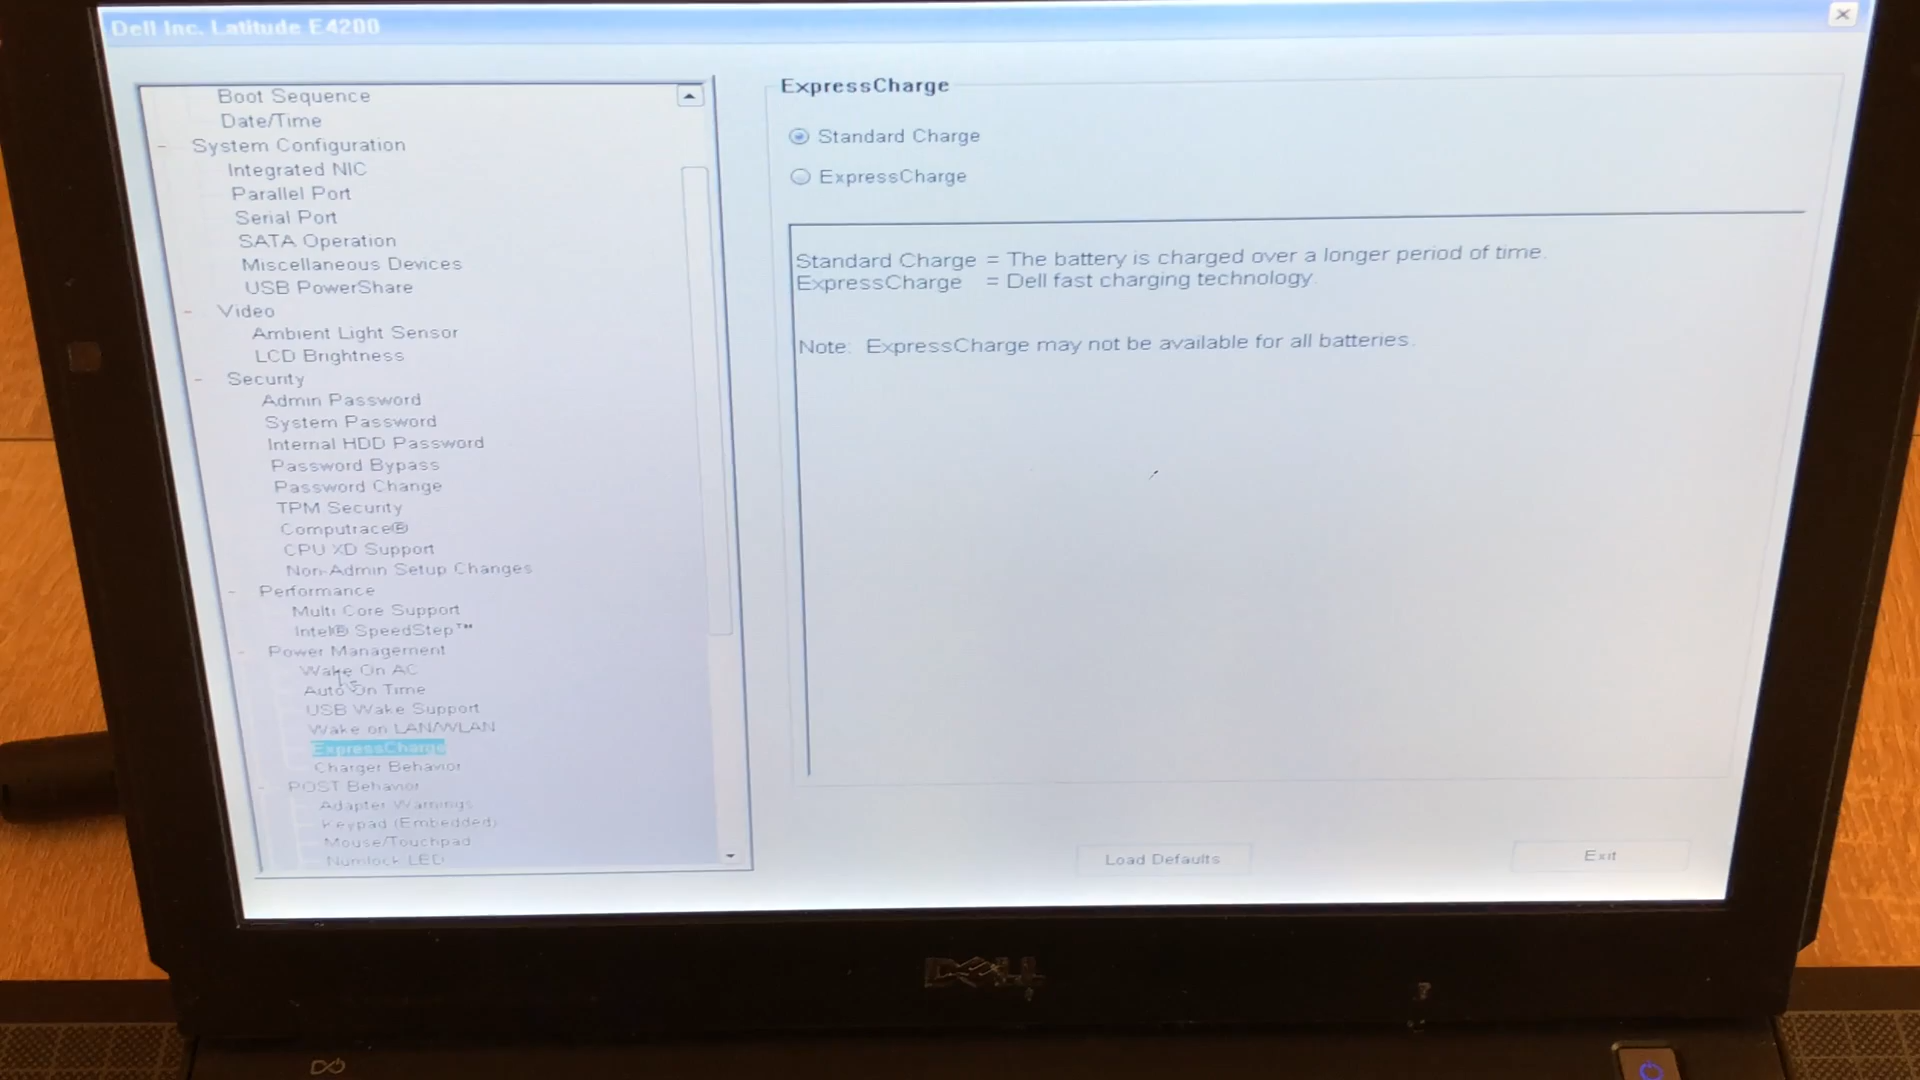 Dell Inc. Latitude E4200
Boot Sequence
Date/Time
System Configuration
Integrated NIC
Parallel Port
Serial Port
SATA Operation
Miscellaneous Devices
USB PowerShare
Video
Ambient Light Sensor
LCD Brightness
Security
Admin Password
System Password
Internal HDD Password
Password Bypass
Password Change
TPM Security
Computrace®
CPU XD Support
Non-Admin Setup Changes
Performance
Multi Core Support
Intel® SpeedStep™
Power Management
Wake On AC
Auto On Time
USB Wake Support
Wake on LAN/WLAN
ExpressCharge
Charger Behavior
POST Behavior
Adapter Warnings
Keypad (Embedded)
Mouse/Touchpad
Numlock LED
ExpressCharge
Standard Charge
ExpressCharge
Standard Charge = The battery is charged over a longer period of time.
ExpressCharge = Dell fast charging technology.
Note: ExpressCharge may not be available for all batteries.
Load Defaults
Exit
DELL